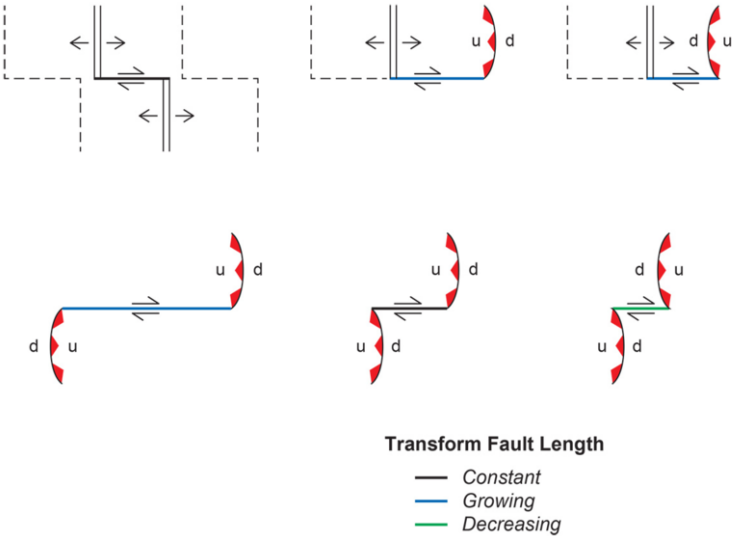 u d
d u
u d
d u
u d
u d
d u
u d
Transform Fault Length
Constant
Growing
Decreasing